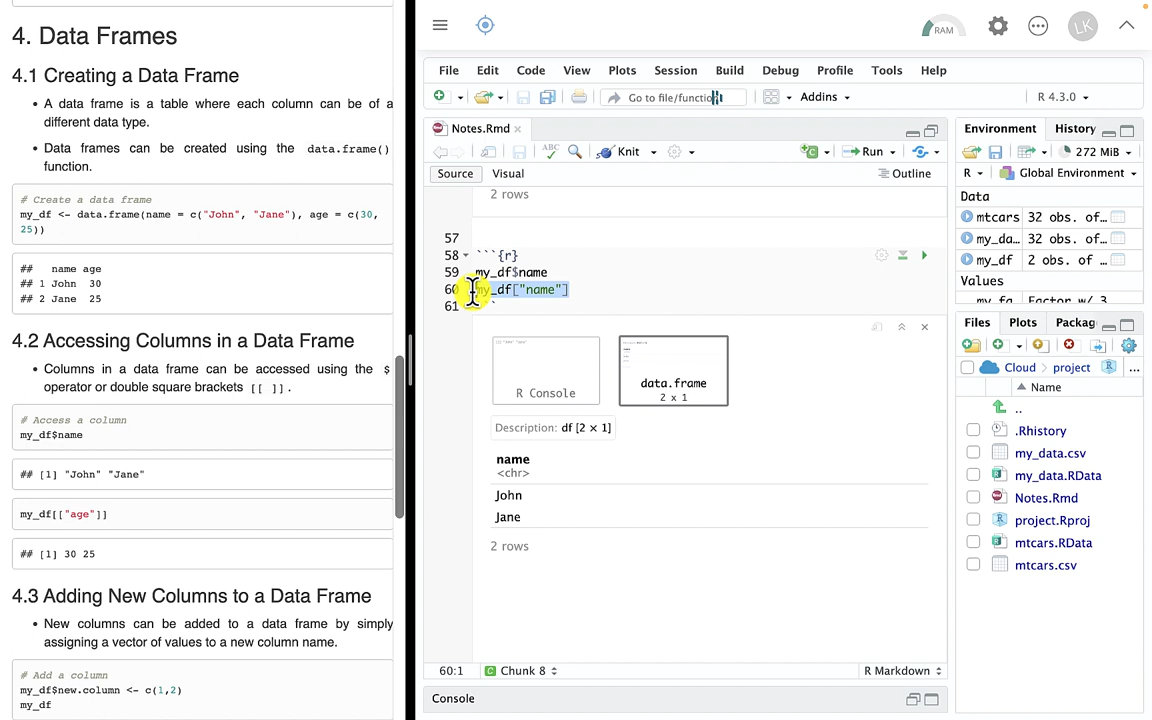 4. Data Frames
4.1 Creating a Data Frame
• A data frame is a table where each column can be of a
different data type.
• Data frames can be created using the data.frame()
function.
# Create a data frame
my_df <- data.frame(name = c("John", "Jane"), age = c(30,
25))
##   name age
## 1 John  30
## 2 Jane  25
4.2 Accessing Columns in a Data Frame
• Columns in a data frame can be accessed using the $
operator or double square brackets [[ ]].
# Access a column
my_df$name
## [1] "John" "Jane"
my_df[["age"]]
## [1] 30 25
4.3 Adding New Columns to a Data Frame
• New columns can be added to a data frame by simply
assigning a vector of values to a new column name.
# Add a column
my_df$new.column <- c(1,2)
my_df
RAM
LK
File Edit Code View Plots Session Build Debug Profile Tools Help
Go to file/function
Addins
R 4.3.0
Notes.Rmd
ABC
Knit
Run
Source Visual
Outline
2 rows
57
58 ```{r}
59 my_df$name
60 my_df["name"]
61 ```
R Console
data.frame
2 x 1
Description: df [2 × 1]
name
<chr>
John
Jane
2 rows
60:1
Chunk 8
R Markdown
Console
Environment History
272 MiB
R
Global Environment
Data
mtcars 32 obs. of…
my_da… 32 obs. of…
my_df 2 obs. of …
Values
Files Plots Packag
Cloud project
...
Name
..
.Rhistory
my_data.csv
my_data.RData
Notes.Rmd
project.Rproj
mtcars.RData
mtcars.csv